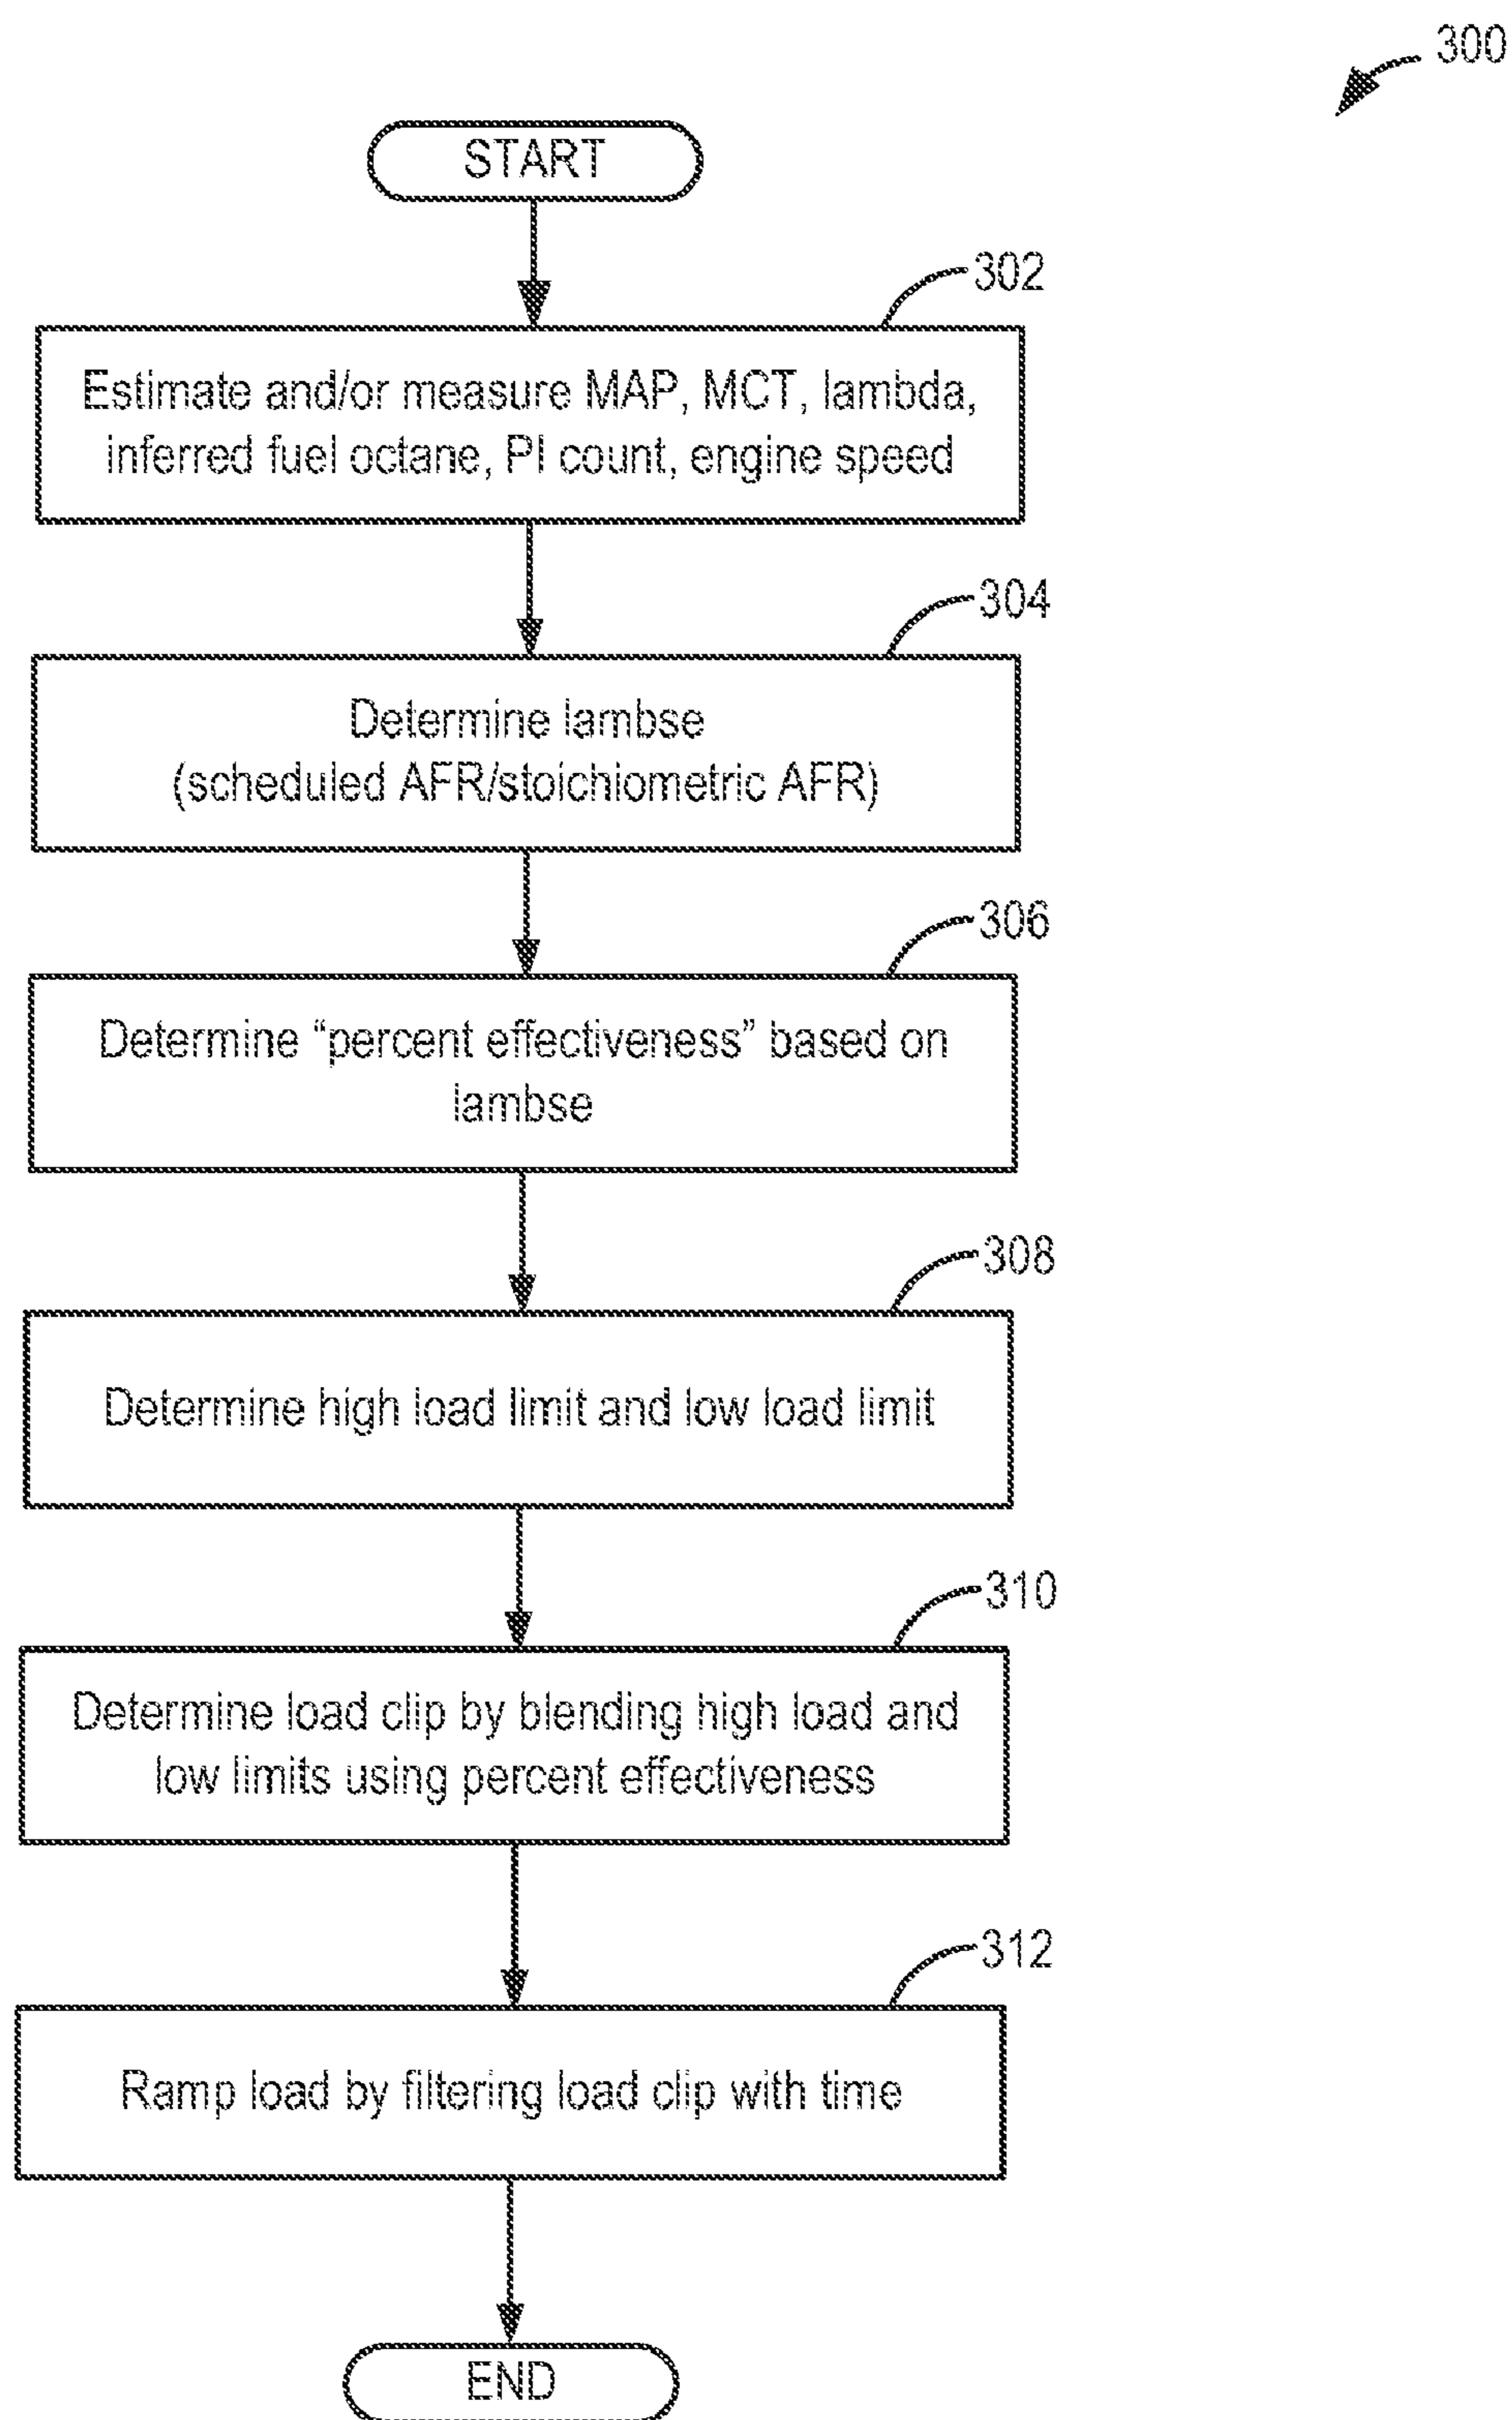 300
START
302
Estimate and/or measure MAP, MCT, lambda,
inferred fuel octane, PI count, engine speed
304
Determine lambse
(scheduled AFR/stoichiometric AFR)
306
Determine “percent effectiveness” based on
lambse
308
Determine high load limit and low load limit
310
Determine load clip by blending high load and
low limits using percent effectiveness
312
Ramp load by filtering load clip with time
END